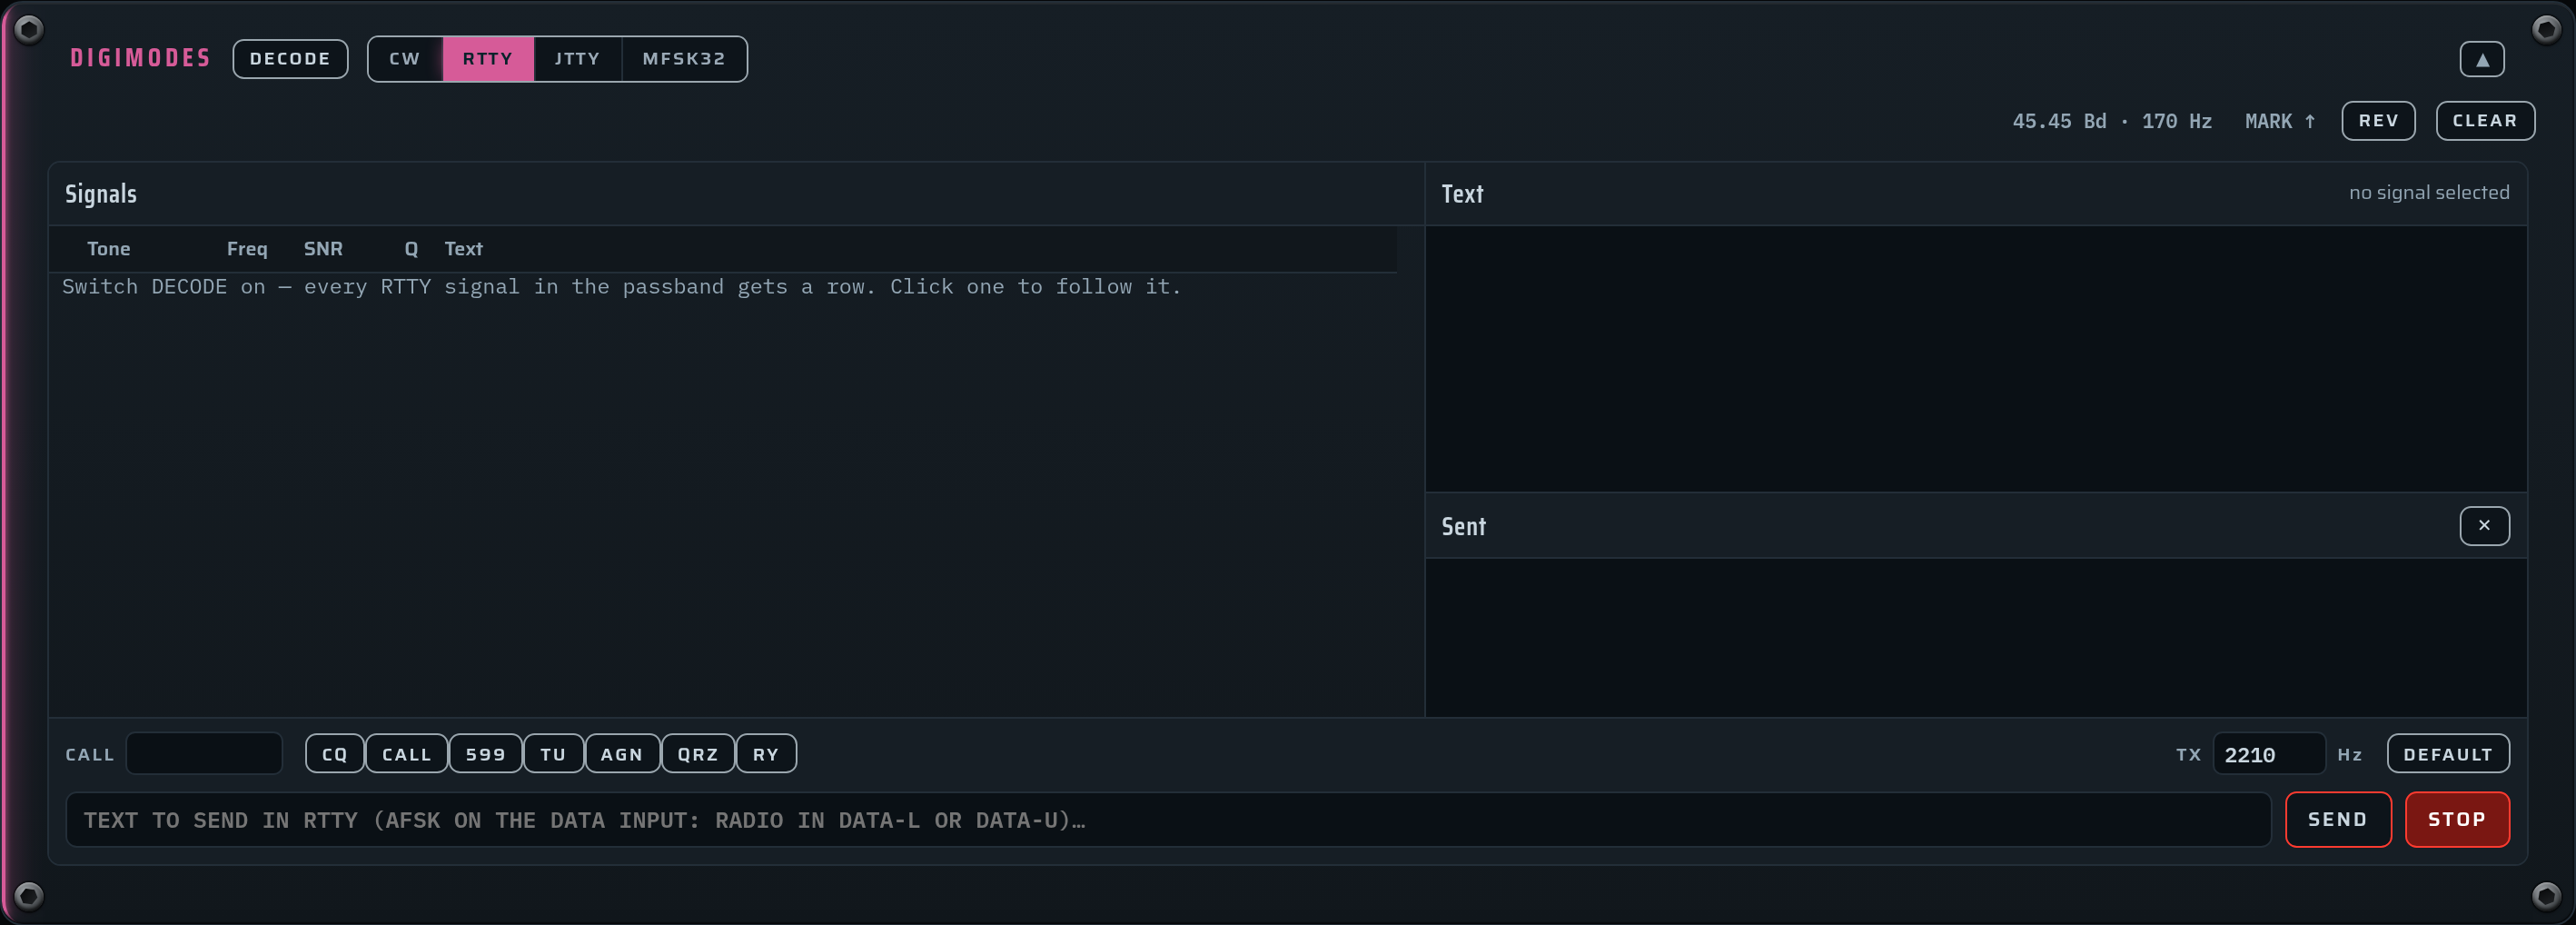 DIGIMODES DECODE CW RTTY JTTY MFSK32 ▲
45.45 Bd · 170 Hz MARK ↑ REV CLEAR
Signals
Tone Freq SNR Q Text
Switch DECODE on — every RTTY signal in the passband gets a row. Click one to follow it.
Text no signal selected
Sent ×
CALL CQ CALL 599 TU AGN QRZ RY TX 2210 Hz DEFAULT
TEXT TO SEND IN RTTY (AFSK ON THE DATA INPUT: RADIO IN DATA-L OR DATA-U)… SEND STOP